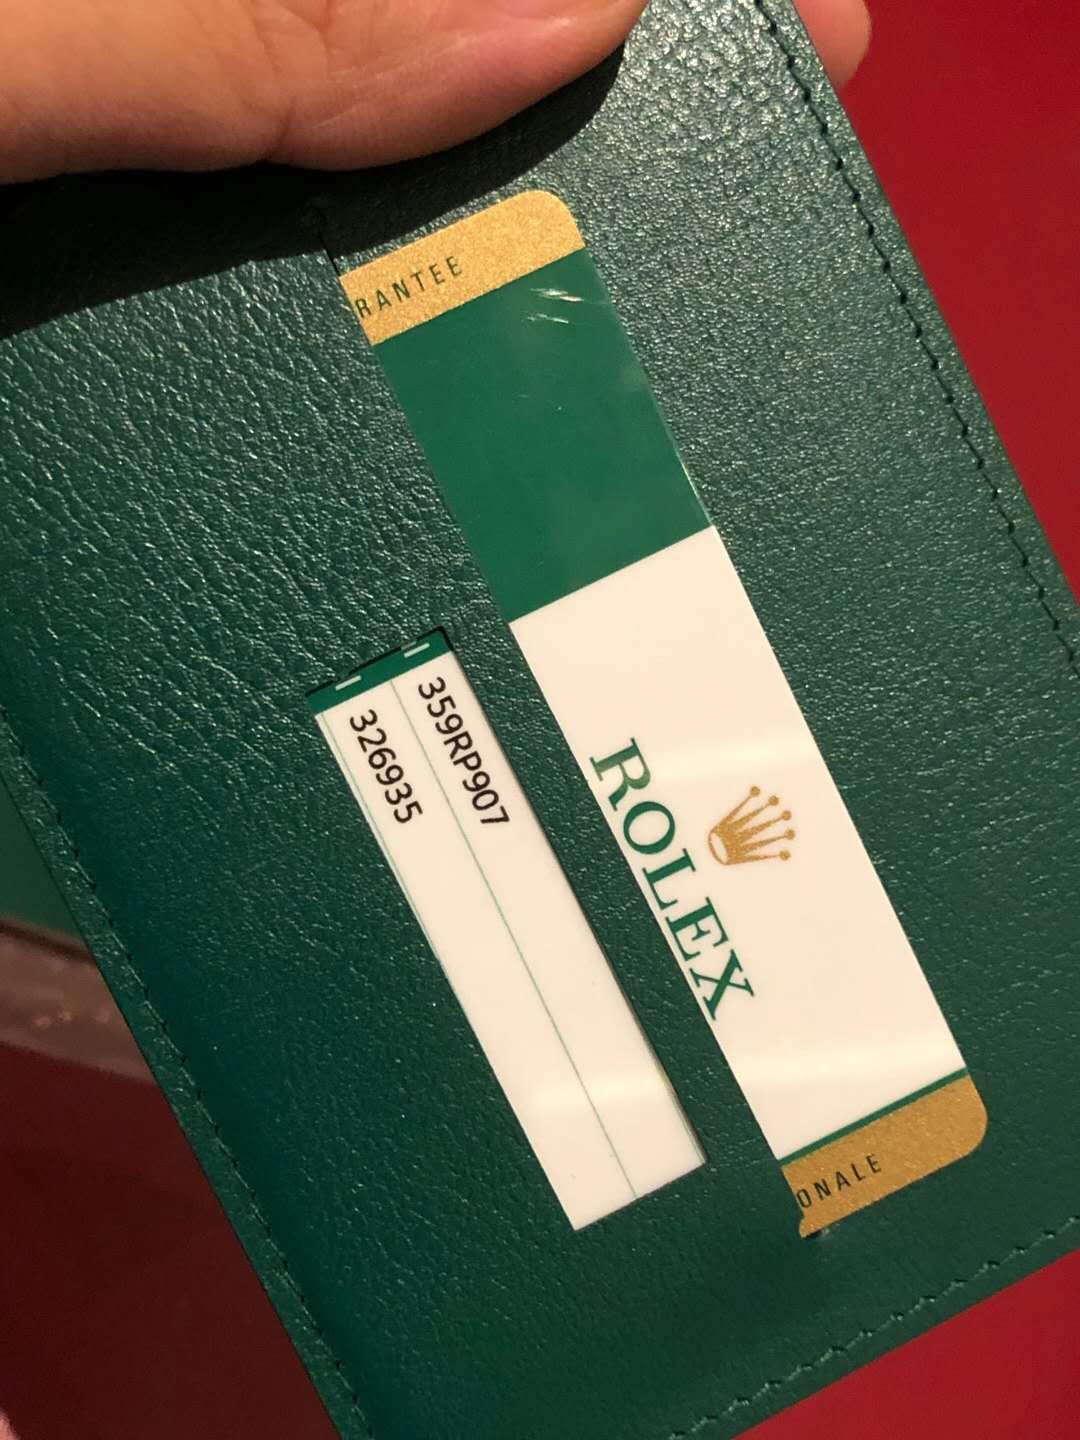 RANTEE
ROLEX
ONALE
359RP907
326935